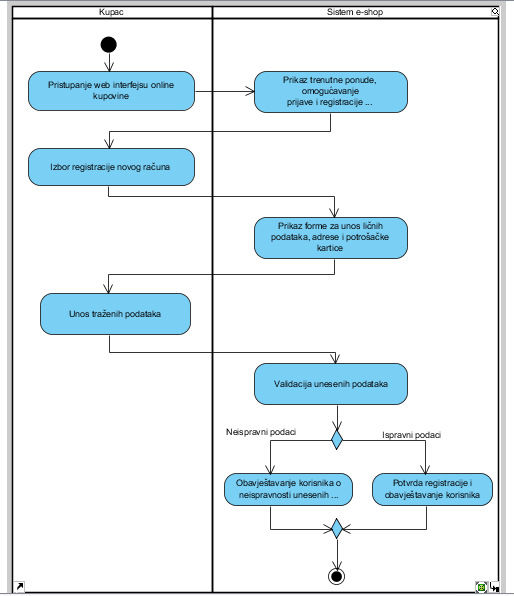 Kupac
Sistem e-shop
Pristupanje web interfejsu online
kupovine
Prikaz trenutne ponude,
omogućavanje
prijave i registracije ...
Izbor registracije novog računa
Prikaz forme za unos ličnih
podataka, adrese i potrošačke
kartice
Unos traženih podataka
Validacija unesenih podataka
Neispravni podaci
Ispravni podaci
Obavještavanje korisnika o
neispravnosti unesenih ...
Potvrda registracije i
obavještavanje korisnika